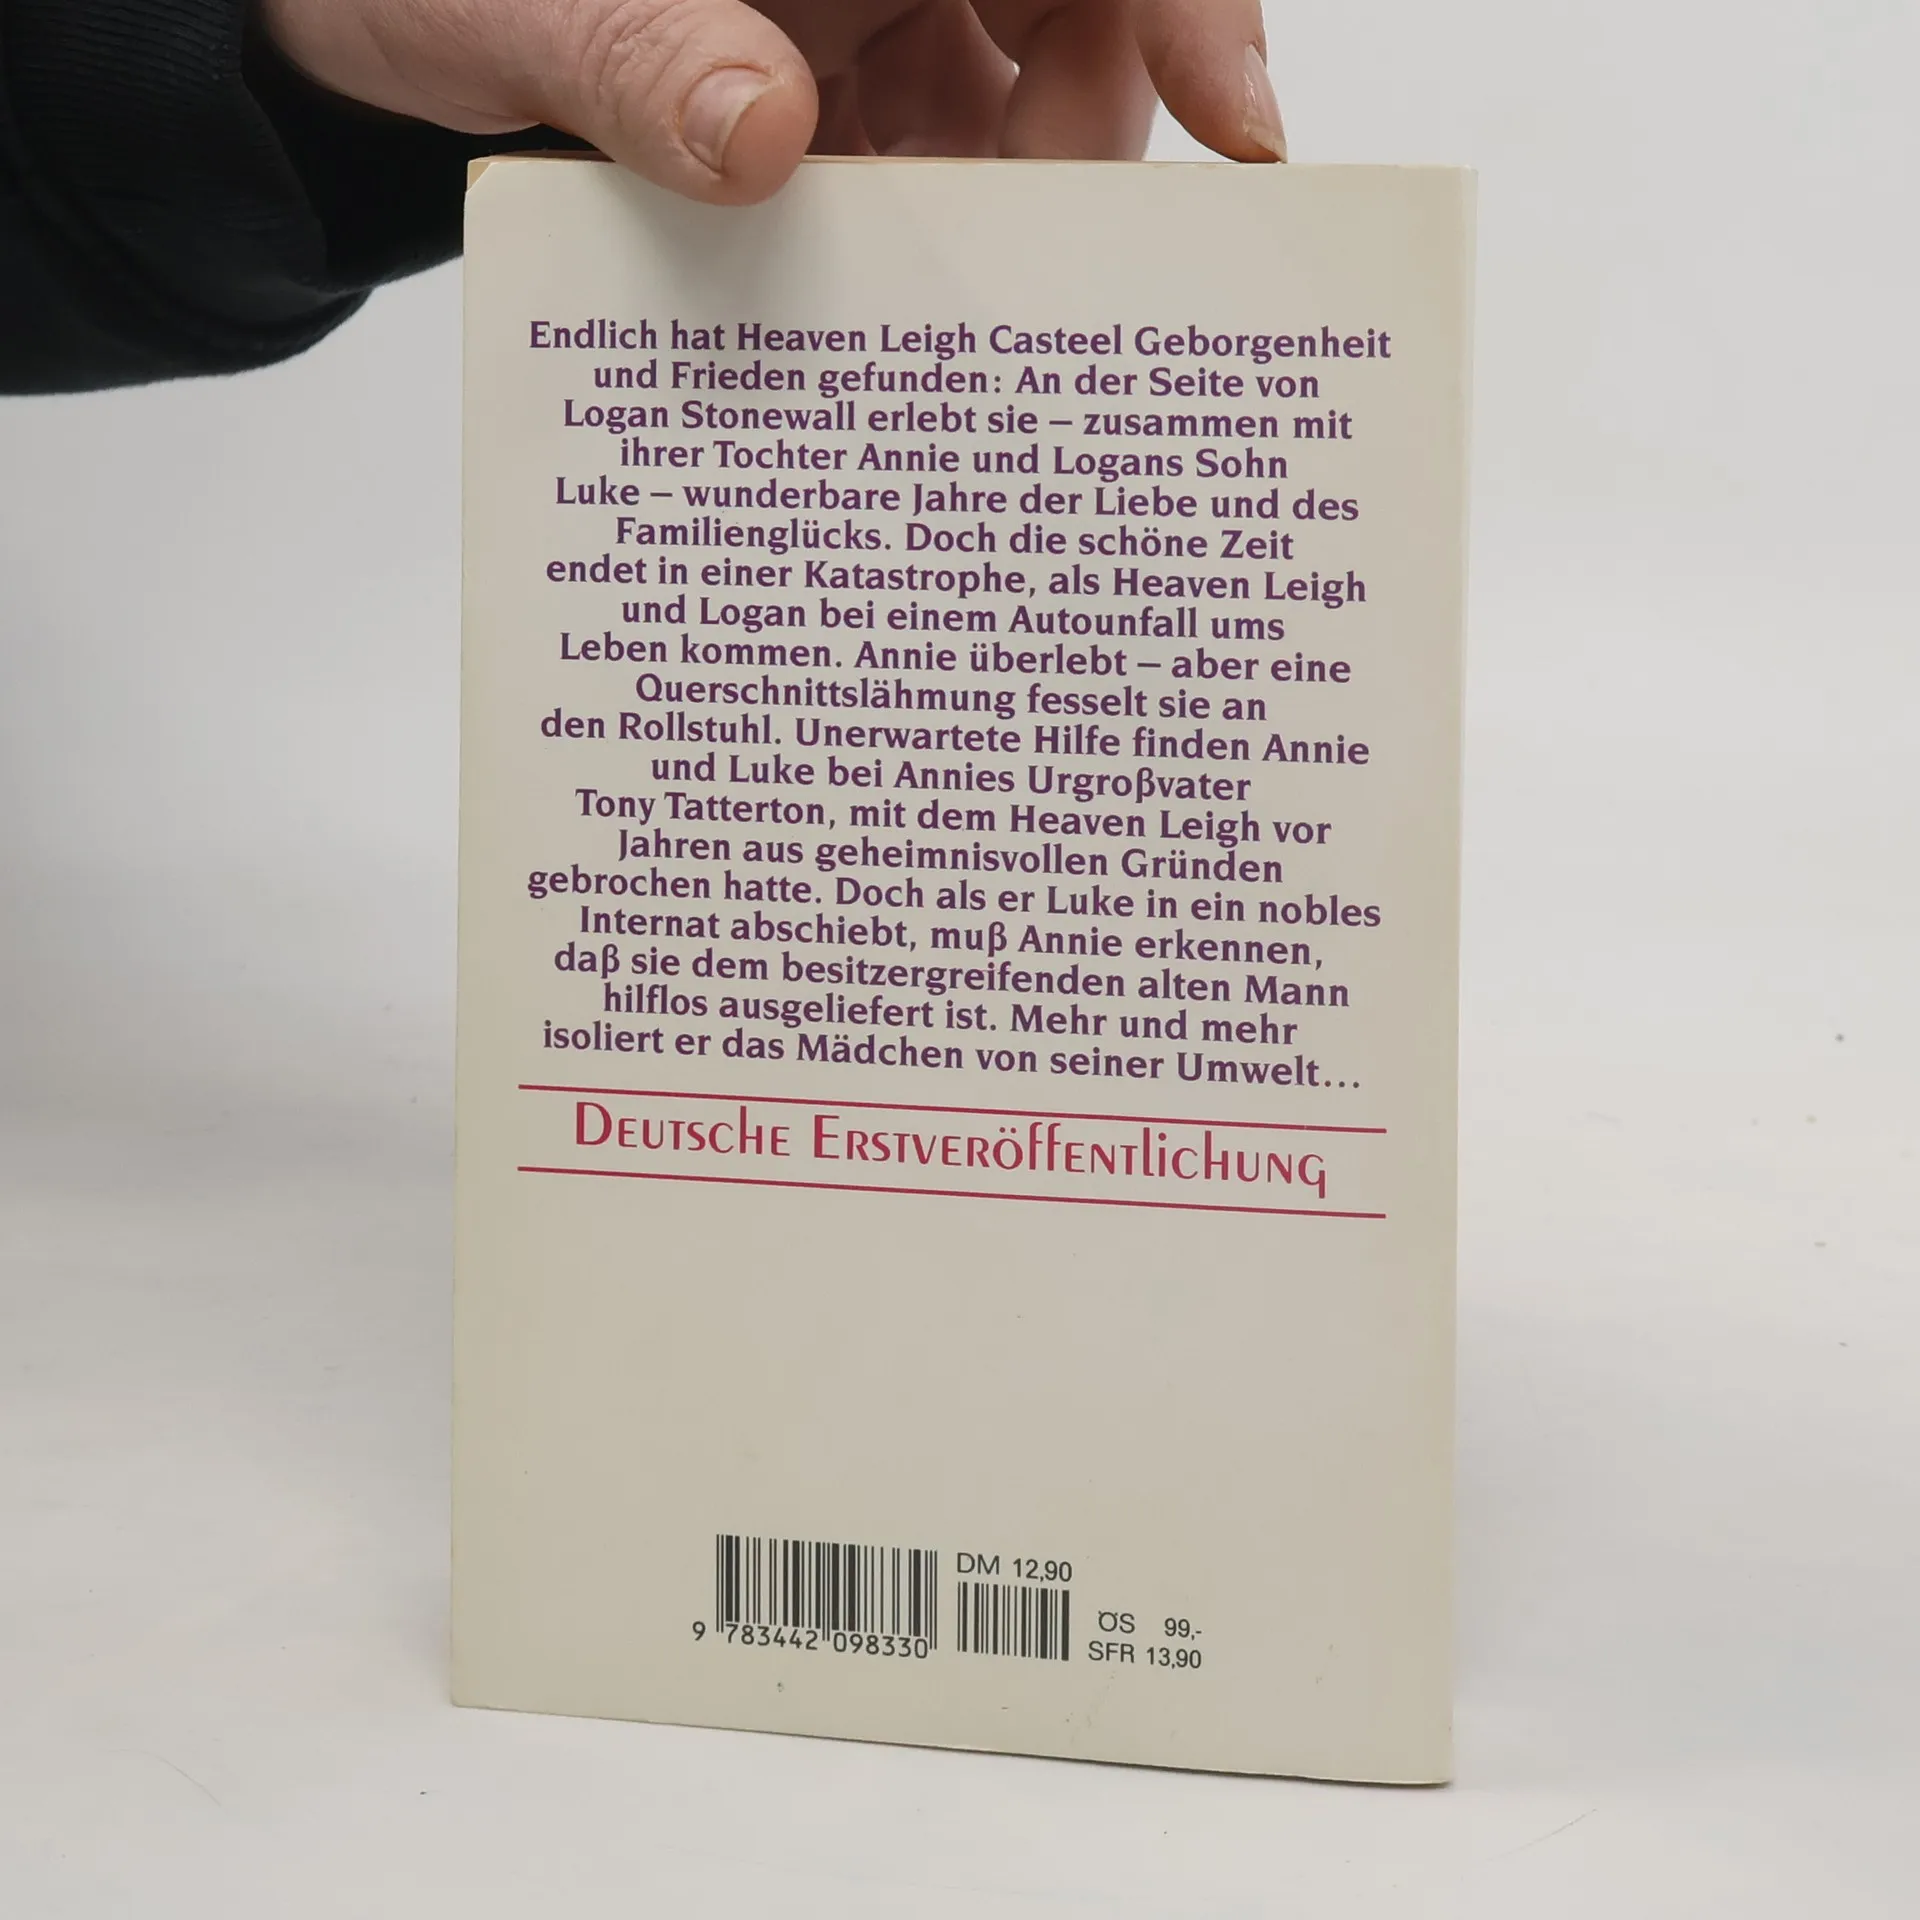 Endlich hat Heaven Leigh Casteel Geborgenheit
und Frieden gefunden: An der Seite von
Logan Stonewall erlebt sie – zusammen mit
ihrer Tochter Annie und Logans Sohn
Luke – wunderbare Jahre der Liebe und des
Familienglücks. Doch die schöne Zeit
endet in einer Katastrophe, als Heaven Leigh
und Logan bei einem Autounfall ums
Leben kommen. Annie überlebt – aber eine
Querschnittslähmung fesselt sie an
den Rollstuhl. Unerwartete Hilfe finden Annie
und Luke bei Annies Urgroßvater
Tony Tatterton, mit dem Heaven Leigh vor
Jahren aus geheimnisvollen Gründen
gebrochen hatte. Doch als er Luke in ein nobles
Internat abschiebt, muß Annie erkennen,
daß sie dem besitzergreifenden alten Mann
hilflos ausgeliefert ist. Mehr und mehr
isoliert er das Mädchen von seiner Umwelt...
Deutsche Erstveröffentlichung
DM 12,90
9 783442 098330
ÖS 99,-
SFR 13,90